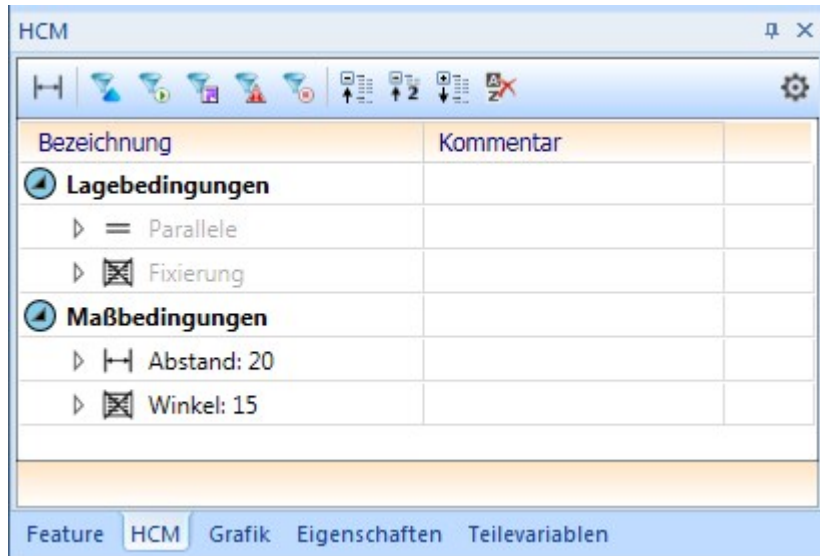 HCM
Bezeichnung Kommentar
Lagebedingungen
Parallele
Fixierung
Maßbedingungen
Abstand: 20
Winkel: 15
Feature HCM Grafik Eigenschaften Teilevariablen